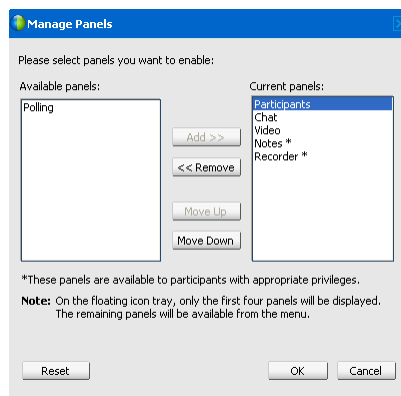 Manage Panels
Please select panels you want to enable:
Available panels:
Current panels:
Polling
Participants
Chat
Video
Notes *
Recorder *
Add >>
<< Remove
Move Up
Move Down
*These panels are available to participants with appropriate privileges.
Note: On the floating icon tray, only the first four panels will be displayed.
The remaining panels will be available from the menu.
Reset
OK
Cancel